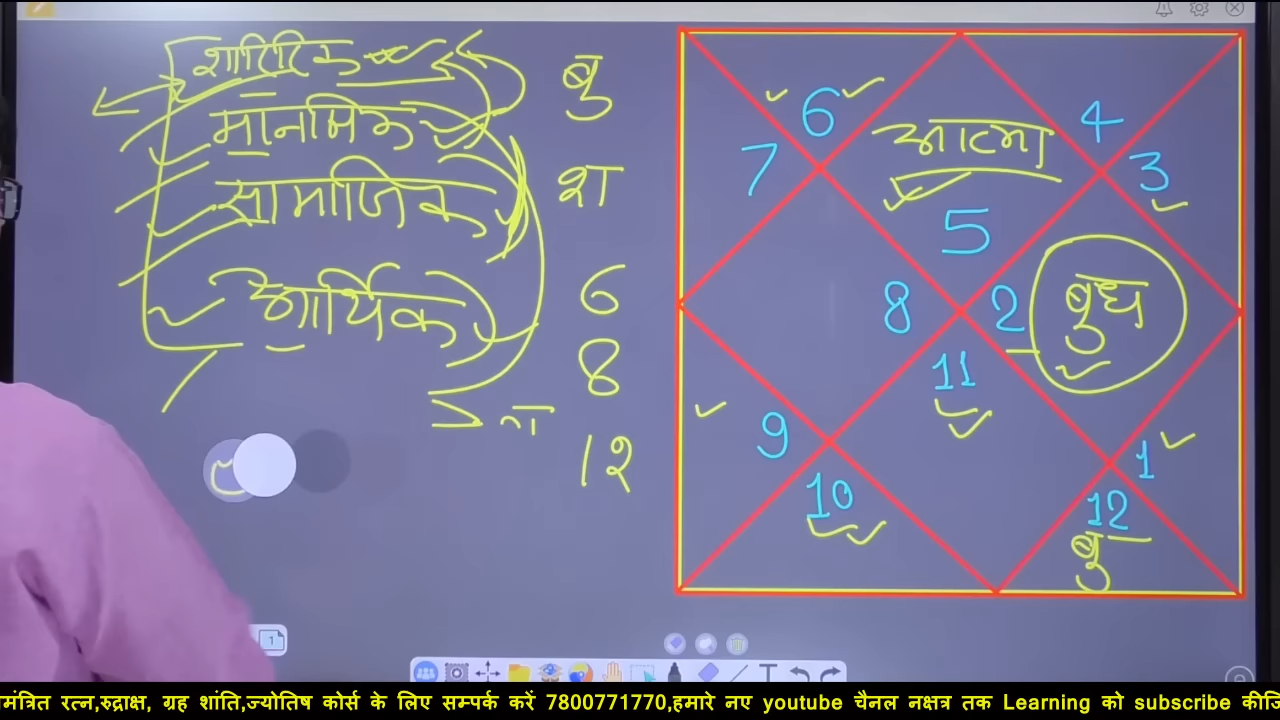 शारिरिक
मानसिक
सामाजिक
आर्थिक
बु
श
6
8
12
6
7
आत्मा
4
3
5
8
2
बुध
11
9
10
1
12
बु
1
T
मंत्रित रत्न,रुद्राक्ष, ग्रह शांति,ज्योतिष कोर्स के लिए सम्पर्क करें 7800771770,हमारे नए youtube चैनल नक्षत्र तक Learning को subscribe